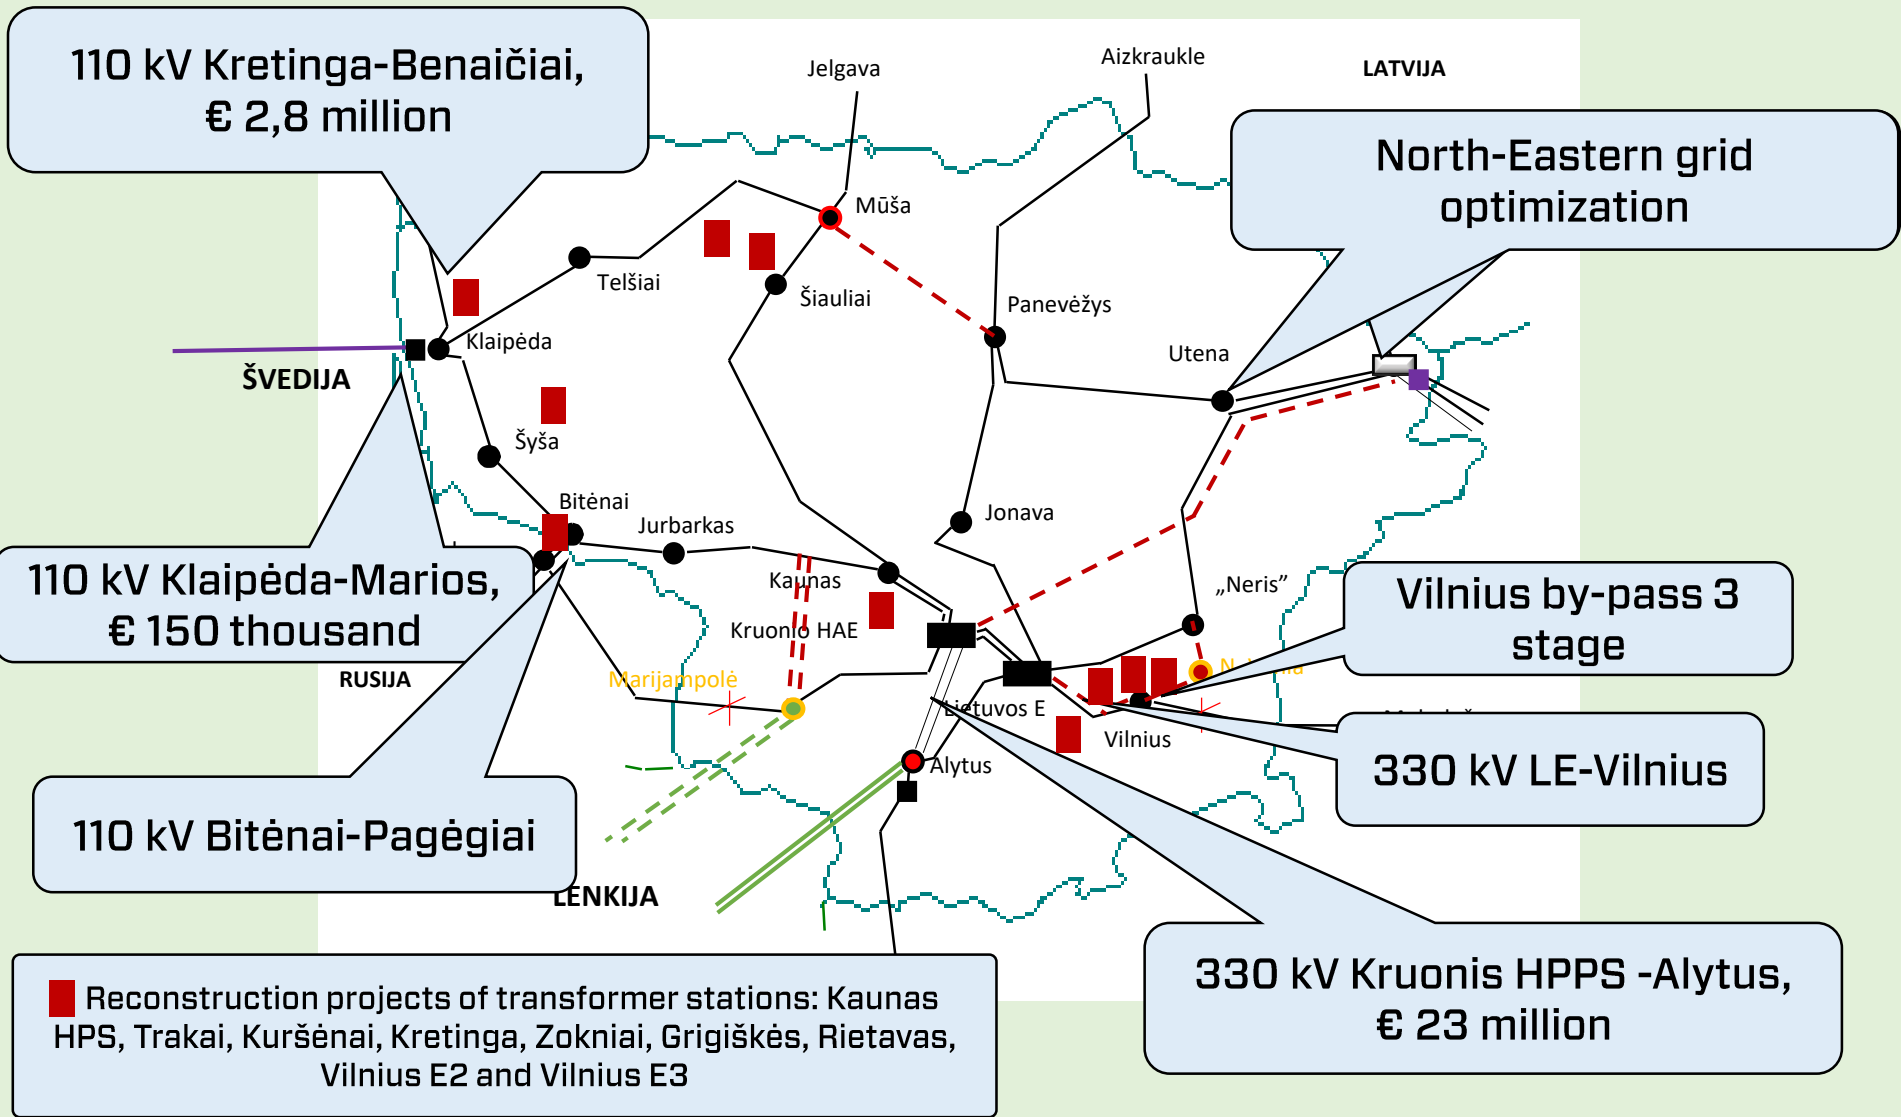 110 kV Kretinga-Benaičiai,
€ 2,8 million
Jelgava
Aizkraukle
LATVIJA
North-Eastern grid
optimization
Mūša
Telšiai
Šiauliai
Panevėžys
Klaipėda
Utena
ŠVEDIJA
Šyša
Bitėnai
Jurbarkas
Jonava
110 kV Klaipėda-Marios,
€ 150 thousand
Kaunas
„Neris”
Vilnius by-pass 3
stage
Kruonio HAE
RUSIJA
Marijampolė
Lietuvos E
Vilnius
Alytus
330 kV LE-Vilnius
110 kV Bitėnai-Pagėgiai
LENKIJA
330 kV Kruonis HPPS -Alytus,
€ 23 million
Reconstruction projects of transformer stations: Kaunas
HPS, Trakai, Kuršėnai, Kretinga, Zokniai, Grigiškės, Rietavas,
Vilnius E2 and Vilnius E3